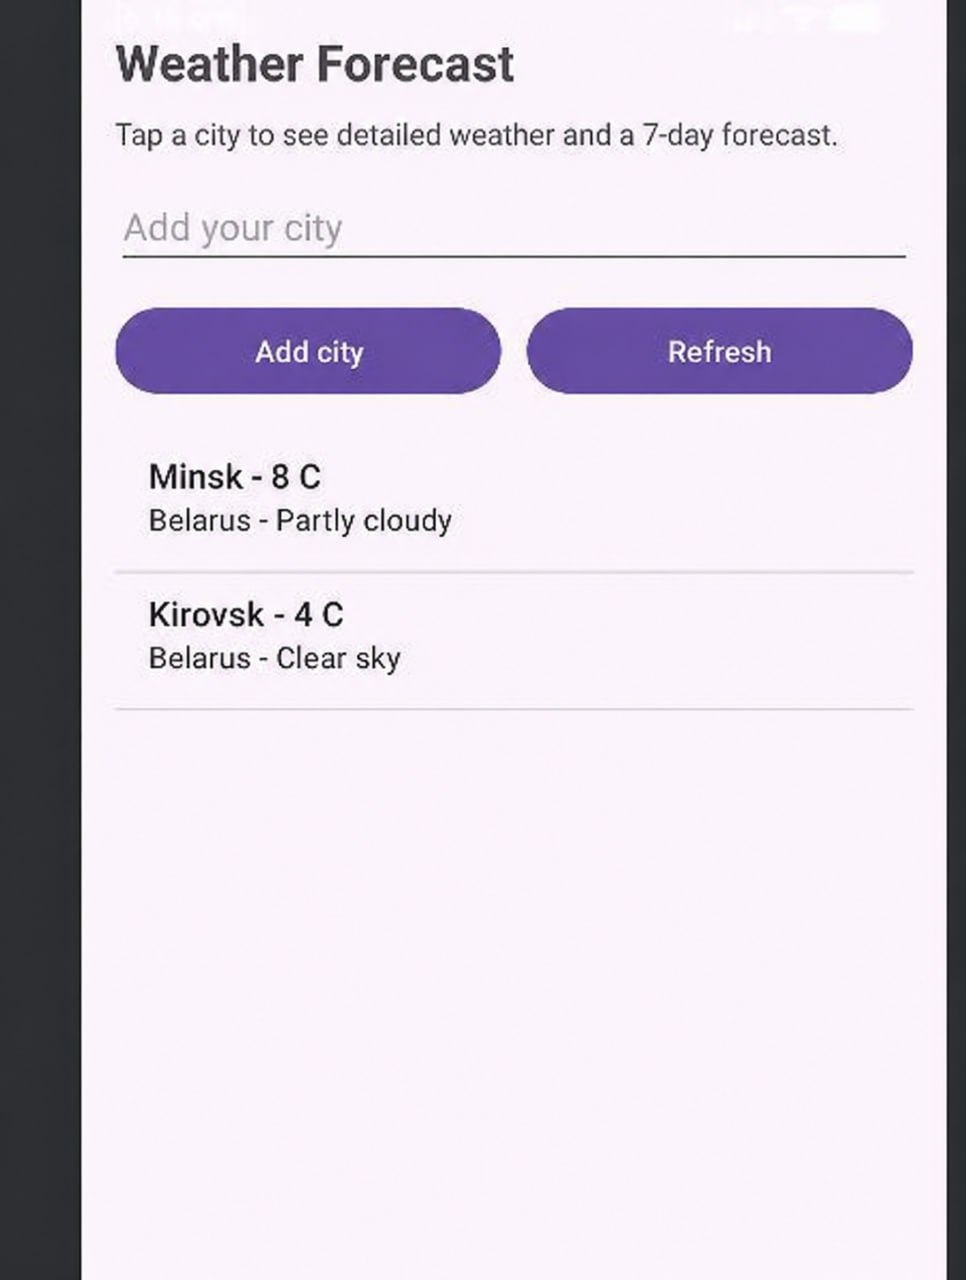 Weather Forecast
Tap a city to see detailed weather and a 7-day forecast.
Add your city
Add city
Refresh
Minsk - 8 C
Belarus - Partly cloudy
Kirovsk - 4 C
Belarus - Clear sky